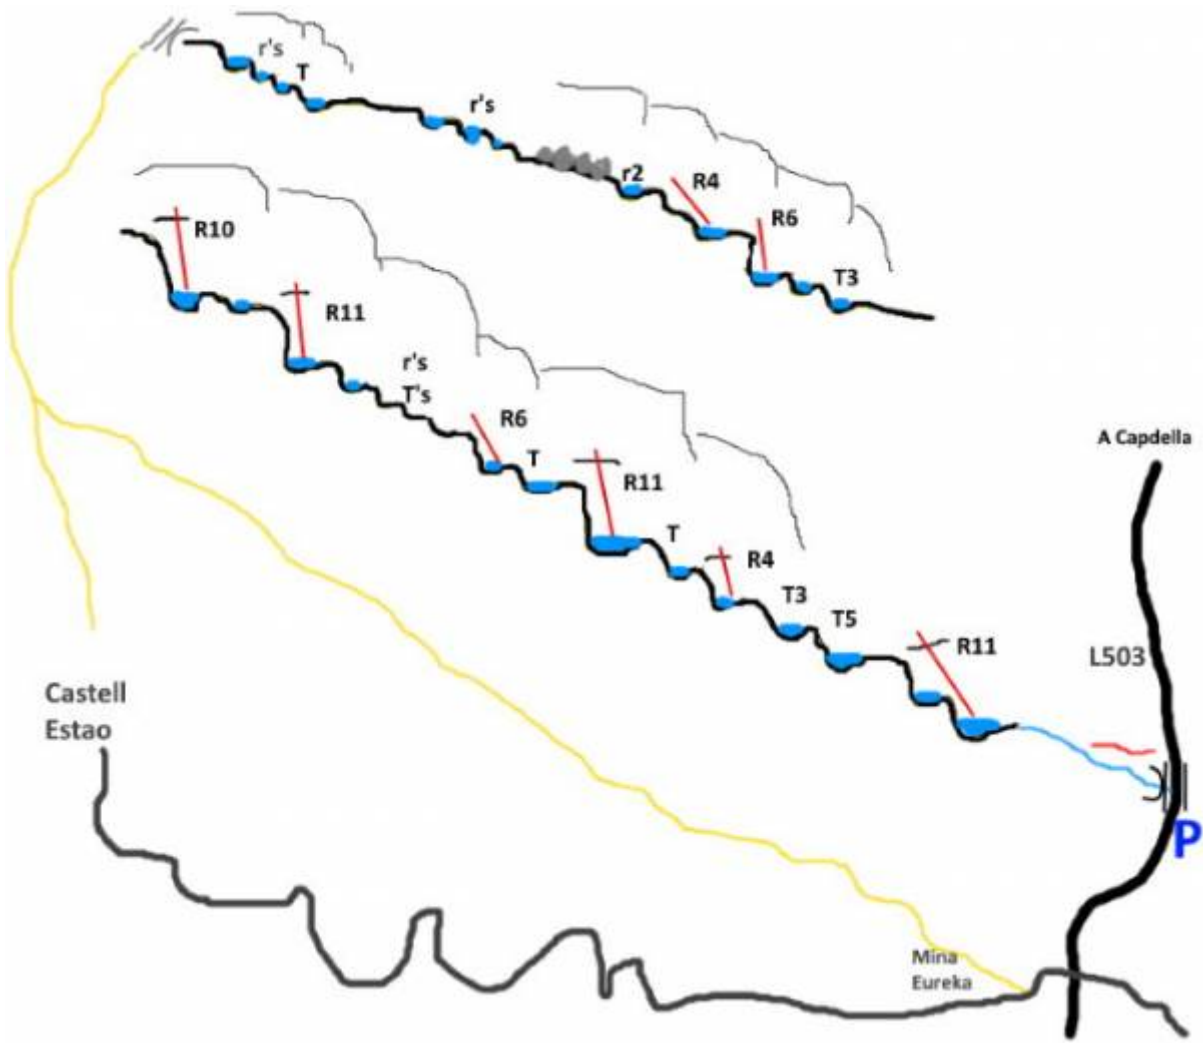 r's
T
r's
r2
R4
R6
T3
R10
R11
r's
T's
R6
T
R11
T
R4
T3
T5
R11
A Capdella
L503
P
Castell
Estao
Mina
Eureka